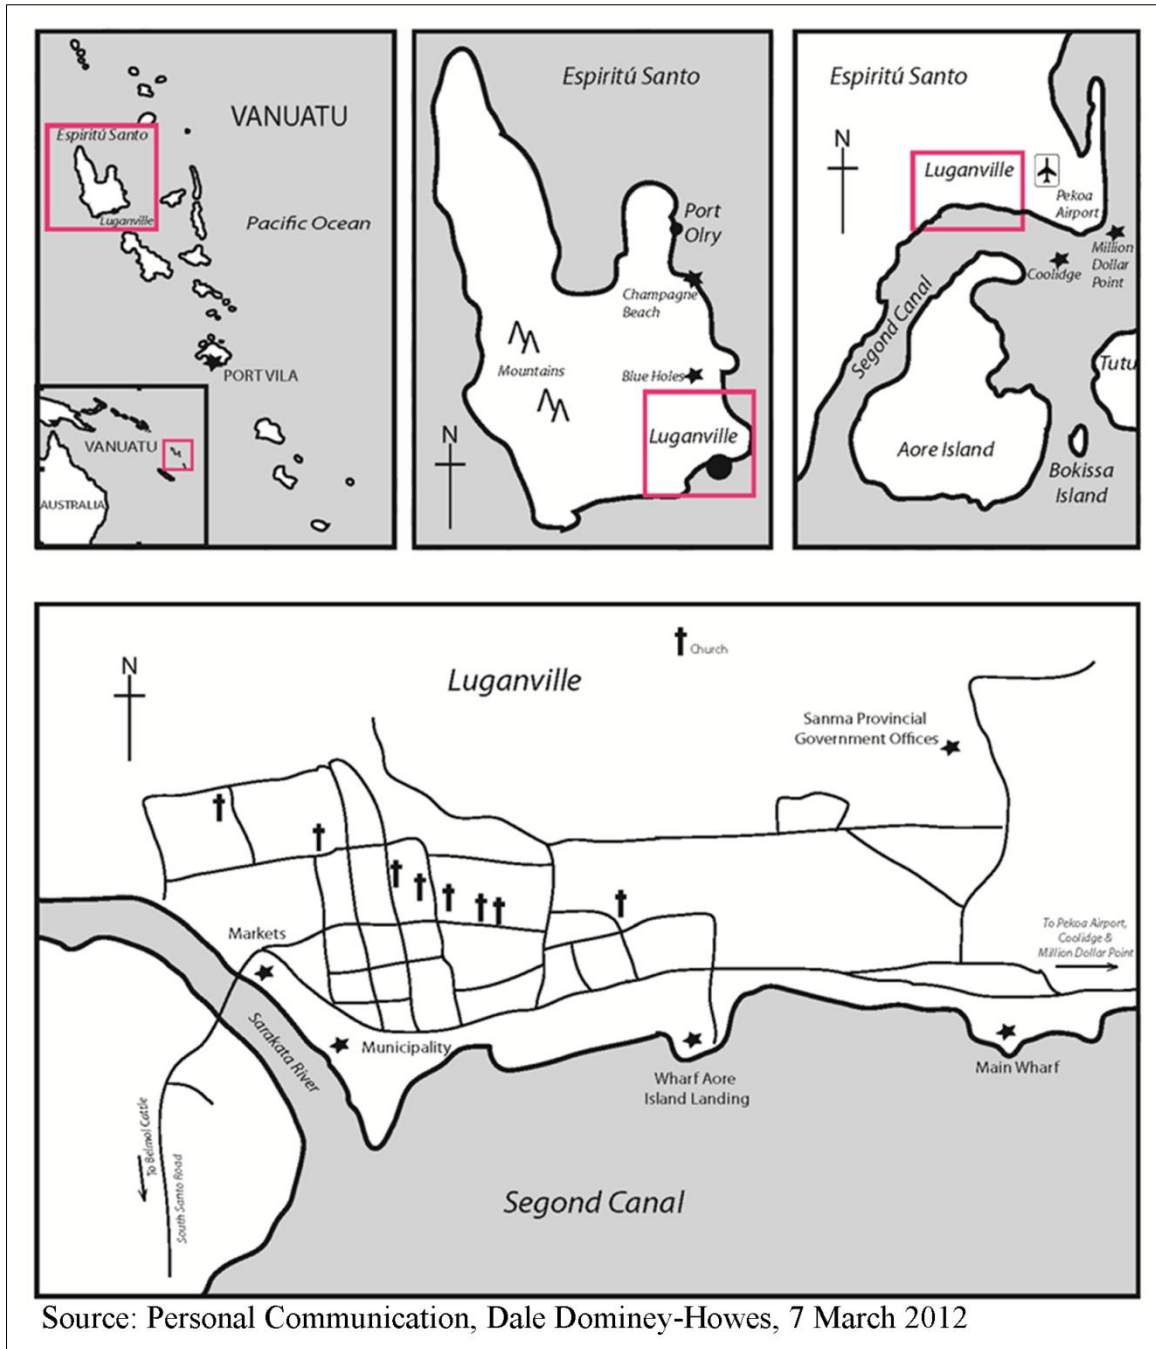 VANUATU
Espiritú Santo
Luganville
Pacific Ocean
PORT VILA
VANUATU
AUSTRALIA
Espiritú Santo
Port
Olry
Champagne
Beach
Mountains
Blue Holes
N
Luganville
Espiritú Santo
N
Luganville
Pekoa
Airport
Million
Dollar
Point
Coolidge
Segond Canal
Tutu
Aore Island
Bokissa
Island
N
Luganville
Church
Sanma Provincial
Government Offices
Markets
To Pekoa Airport,
Coolidge &
Million Dollar Point
Sarakata River
Municipality
Wharf Aore
Island Landing
Main Wharf
To Belmol Cattle
South Santo Road
Segond Canal
Source: Personal Communication, Dale Dominey-Howes, 7 March 2012